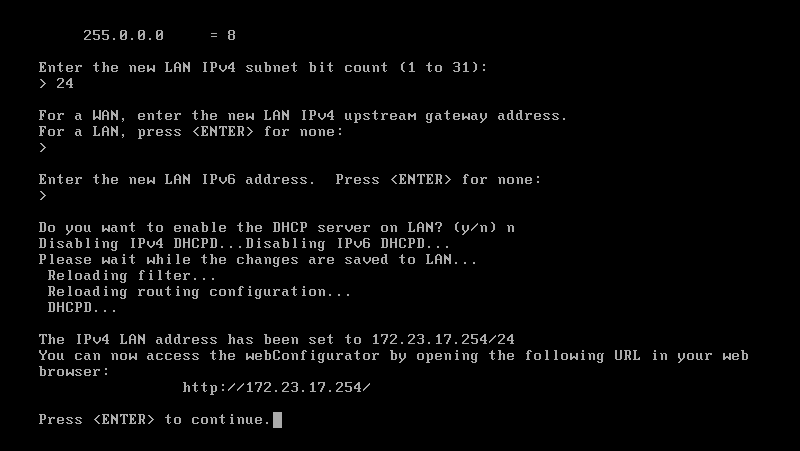 255.0.0.0     = 8
Enter the new LAN IPv4 subnet bit count (1 to 31):
> 24
For a WAN, enter the new LAN IPv4 upstream gateway address.
For a LAN, press <ENTER> for none:
>
Enter the new LAN IPv6 address.  Press <ENTER> for none:
>
Do you want to enable the DHCP server on LAN? (y/n) n
Disabling IPv4 DHCPD...Disabling IPv6 DHCPD...
Please wait while the changes are saved to LAN...
 Reloading filter...
 Reloading routing configuration...
 DHCPD...
The IPv4 LAN address has been set to 172.23.17.254/24
You can now access the webConfigurator by opening the following URL in your web
browser:
http://172.23.17.254/
Press <ENTER> to continue.